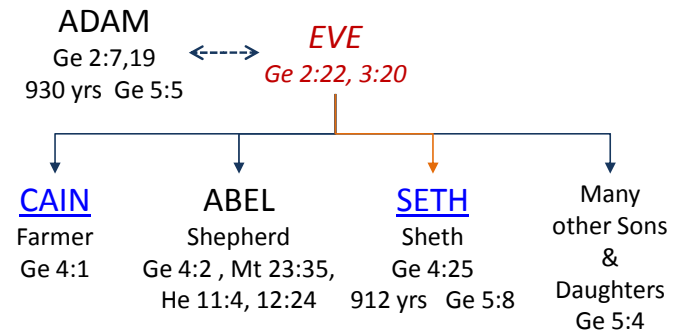 ADAM
Ge 2:7,19
930 yrs  Ge 5:5
EVE
Ge 2:22, 3:20
CAIN
Farmer
Ge 4:1
ABEL
Shepherd
Ge 4:2 , Mt 23:35,
He 11:4, 12:24
SETH
Sheth
Ge 4:25
912 yrs   Ge 5:8
Many
other Sons
&
Daughters
Ge 5:4